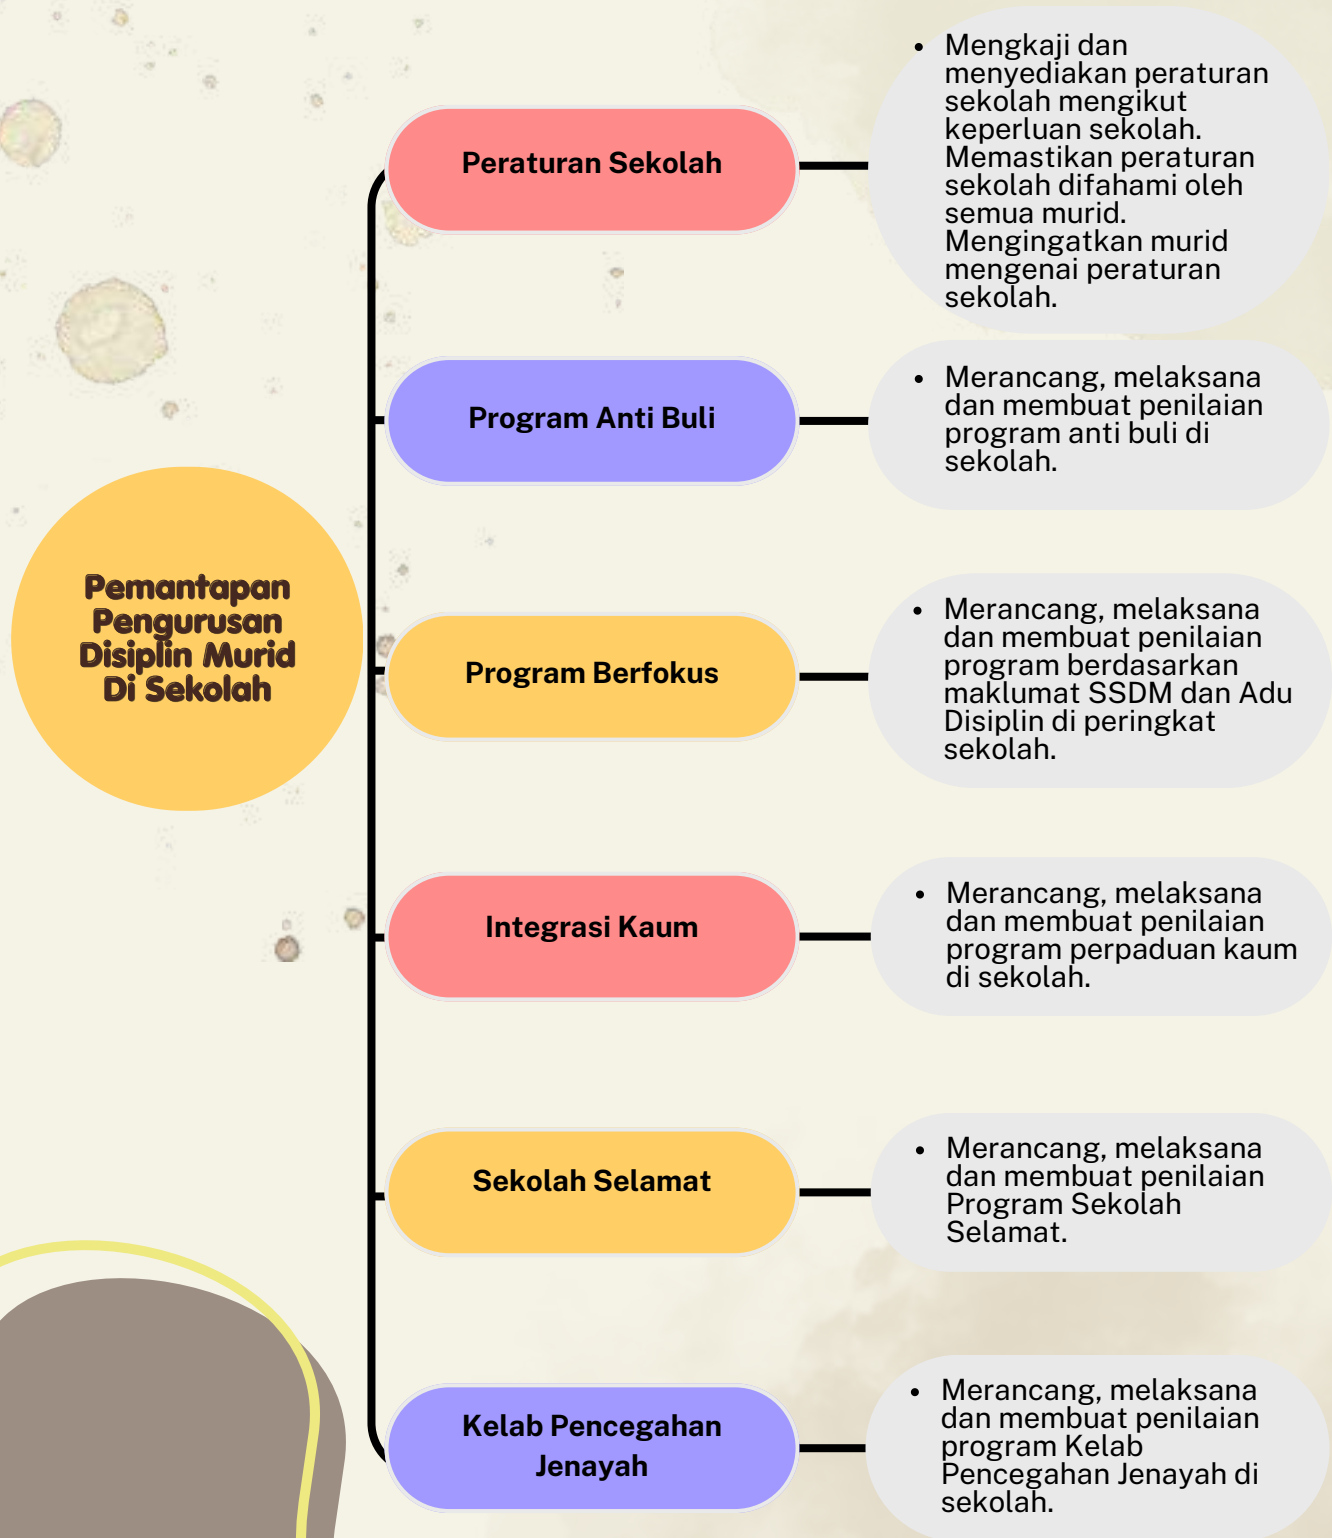 Pemantapan
Pengurusan
Disiplin Murid
Di Sekolah
Peraturan Sekolah
• Mengkaji dan
menyediakan peraturan
sekolah mengikut
keperluan sekolah.
Memastikan peraturan
sekolah difahami oleh
semua murid.
Mengingatkan murid
mengenai peraturan
sekolah.
Program Anti Buli
• Merancang, melaksana
dan membuat penilaian
program anti buli di
sekolah.
Program Berfokus
• Merancang, melaksana
dan membuat penilaian
program berdasarkan
maklumat SSDM dan Adu
Disiplin di peringkat
sekolah.
Integrasi Kaum
• Merancang, melaksana
dan membuat penilaian
program perpaduan kaum
di sekolah.
Sekolah Selamat
• Merancang, melaksana
dan membuat penilaian
Program Sekolah
Selamat.
Kelab Pencegahan
Jenayah
• Merancang, melaksana
dan membuat penilaian
program Kelab
Pencegahan Jenayah di
sekolah.